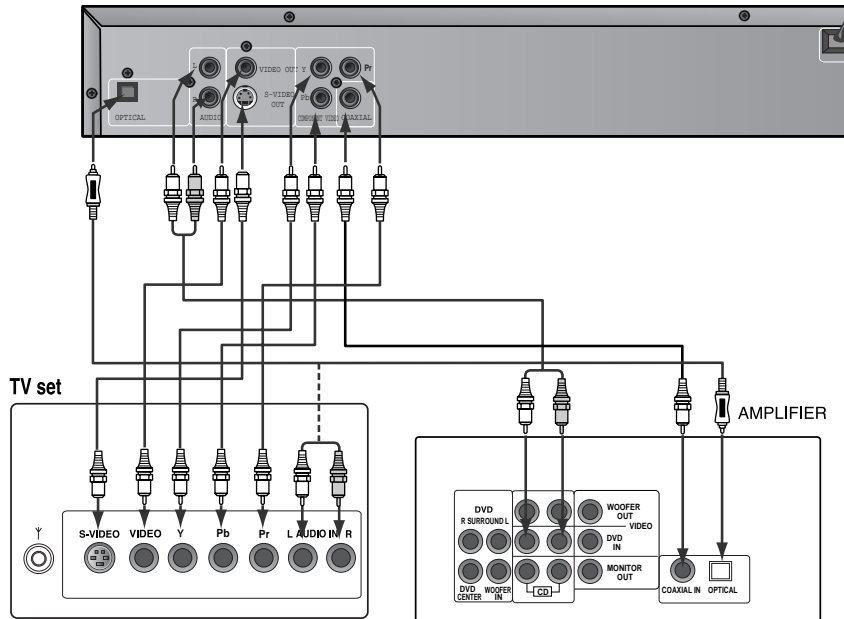 L
VIDEO OUT Y
Pr
R
S-VIDEO
OUT
Pb
OPTICAL
AUDIO
COMPONENT VIDEO
COAXIAL
TV set
AMPLIFIER
S-VIDEO
VIDEO
Y
Pb
Pr
L AUDIO IN R
DVD
R SURROUND L
WOOFER
OUT
VIDEO
DVD
IN
MONITOR
OUT
DVD
CENTER
WOOFER
IN
CD
COAXIAL IN
OPTICAL